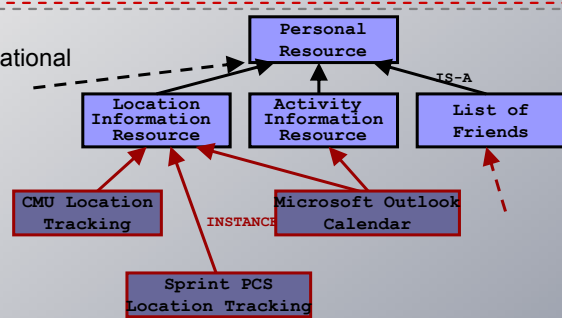 Personal
Resource
ational
IS-A
Location
Information
Resource
Activity
Information
Resource
List of
Friends
CMU Location
Tracking
INSTANCE
Microsoft Outlook
Calendar
Sprint PCS
Location Tracking